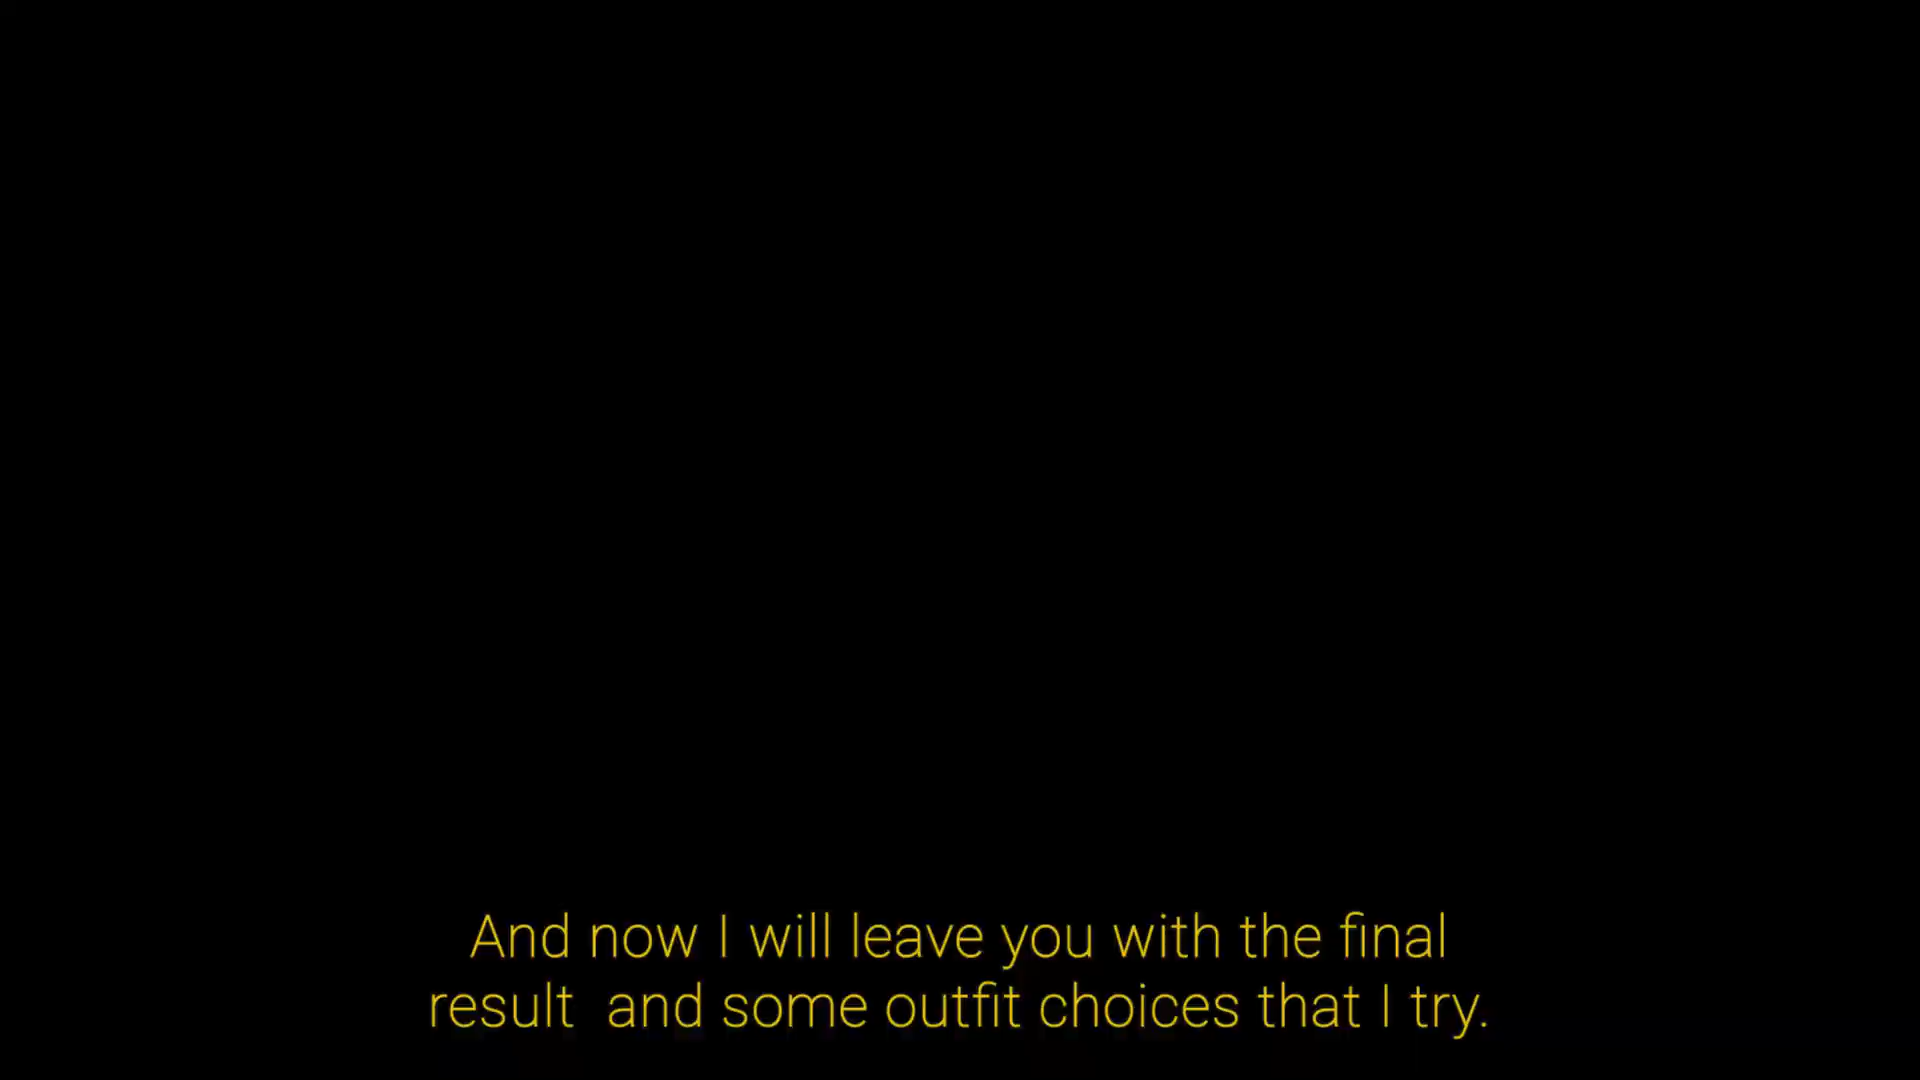 And now I will leave you with the final
result  and some outfit choices that I try.